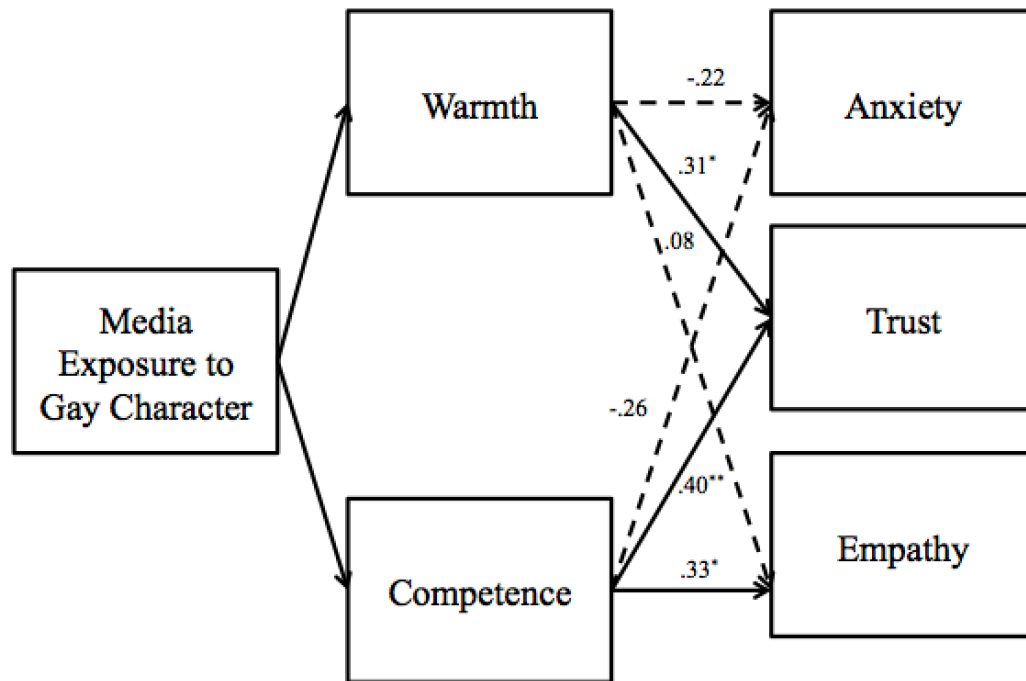 Warmth
-.22
Anxiety
.31*
.08
Media
Exposure to
Gay Character
Trust
-.26
.40**
Competence
.33*
Empathy